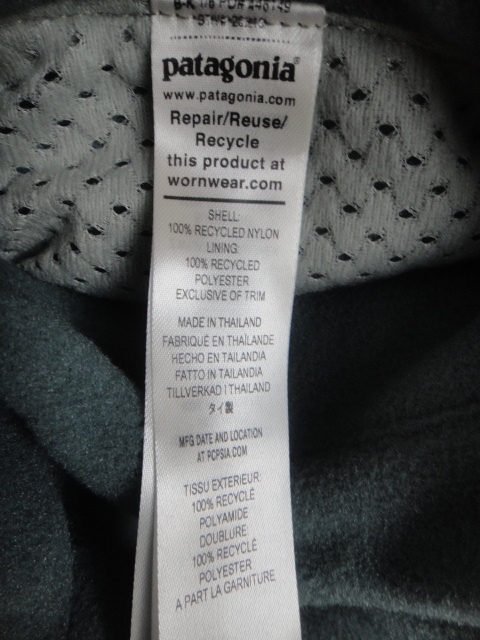 patagonia®
www.patagonia.com
Repair/Reuse/
Recycle
this product at
wornwear.com
SHELL:
100% RECYCLED NYLON
LINING:
100% RECYCLED
POLYESTER
EXCLUSIVE OF TRIM
MADE IN THAILAND
FABRIQUÉ EN THAÏLANDE
HECHO EN TAILANDIA
FATTO IN TAILANDIA
TILLVERKAD I THAILAND
タイ製
MFG DATE AND LOCATION
AT PCPSIA.COM
TISSU EXTERIEUR:
100% RECYCLÉ
POLYAMIDE
DOUBLURE:
100% RECYCLÉ
POLYESTER
A PART LA GARNITURE